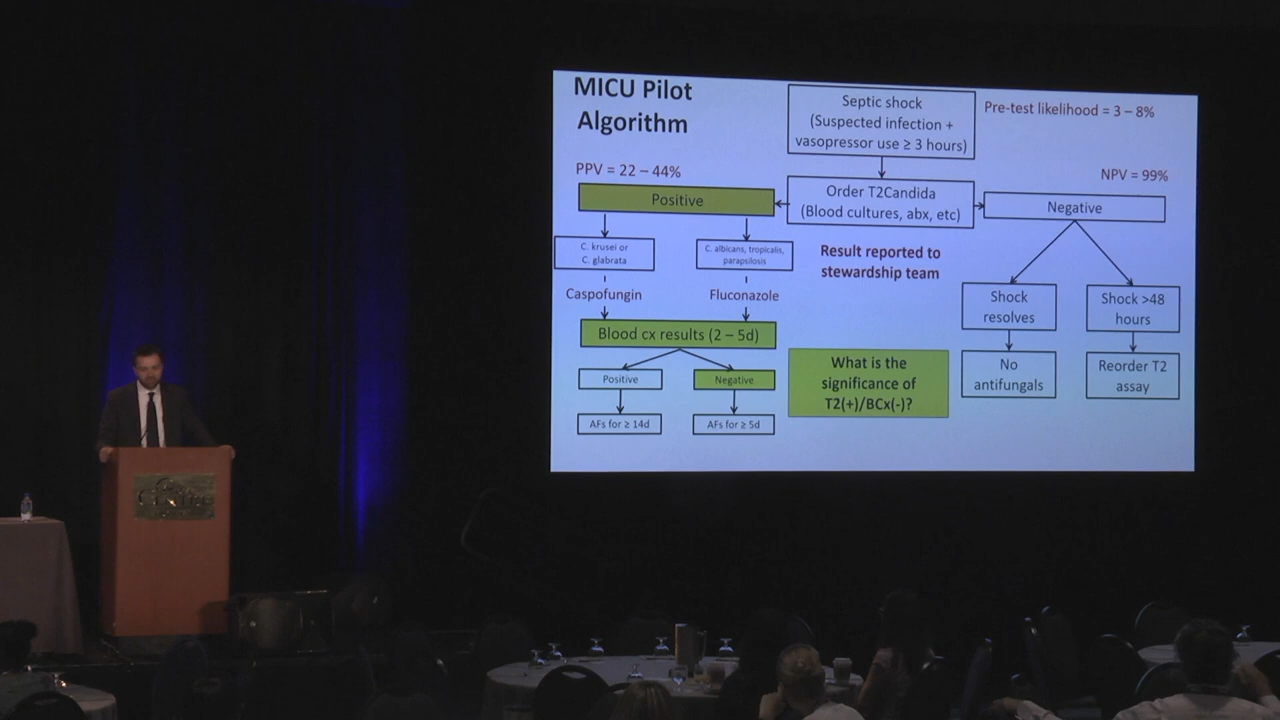 MICU Pilot
Algorithm
Septic shock
(Suspected infection +
vasopressor use ≥ 3 hours)
Pre-test likelihood = 3 – 8%
PPV = 22 – 44%
NPV = 99%
Positive
Order T2Candida
(Blood cultures, abx, etc)
Negative
C. krusei or
C. glabrata
C. albicans, tropicalis,
parapsilosis
Result reported to
stewardship team
Caspofungin
Fluconazole
Shock
resolves
Shock >48
hours
Blood cx results (2 – 5d)
Positive
Negative
What is the
significance of
T2(+)/BCx(-)?
No
antifungals
Reorder T2
assay
AFs for ≥ 14d
AFs for ≥ 5d